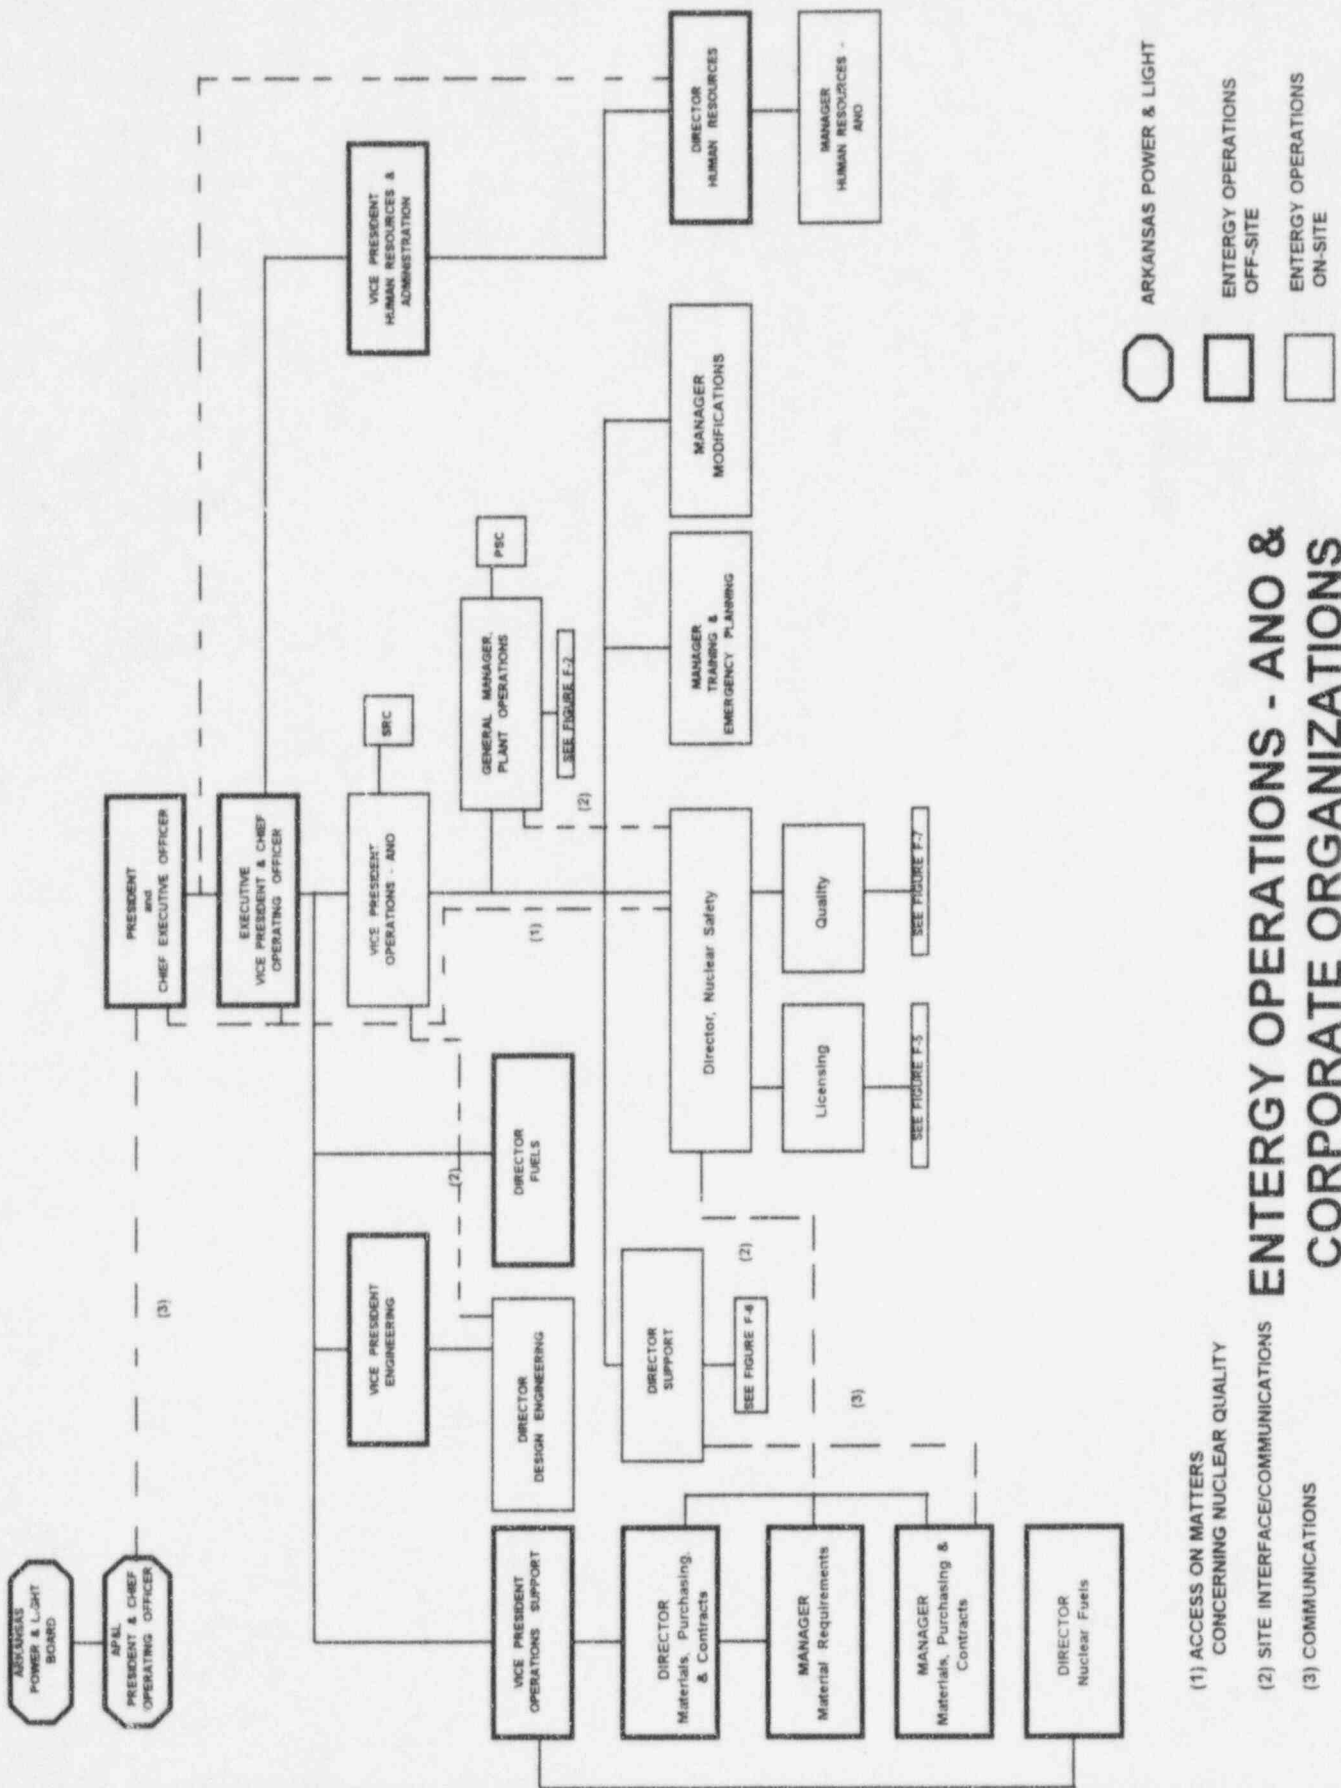 ARKANSAS
POWER & LIGHT
BOARD
AP&L
PRESIDENT & CHIEF
OPERATING OFFICER
(3)
PRESIDENT
and
CHIEF EXECUTIVE OFFICER
EXECUTIVE
VICE PRESIDENT & CHIEF
OPERATING OFFICER
VICE PRESIDENT
ENGINEERING
VICE PRESIDENT
OPERATIONS - ANO
SRC
VICE PRESIDENT
HUMAN RESOURCES &
ADMINISTRATION
(2)
(1)
GENERAL MANAGER,
PLANT OPERATIONS
PSC
SEE FIGURE F-2
(2)
VICE PRESIDENT
OPERATIONS SUPPORT
DIRECTOR
DESIGN ENGINEERING
DIRECTOR
FUELS
DIRECTOR
Materials, Purchasing,
& Contracts
DIRECTOR
SUPPORT
SEE FIGURE F-6
(2)
Director, Nuclear Safety
MANAGER
TRAINING &
EMERGENCY PLANNING
MANAGER
MODIFICATIONS
DIRECTOR
HUMAN RESOURCES
MANAGER
Material Requirements
Licensing
Quality
MANAGER
HUMAN RESOURCES -
ANO
(3)
MANAGER
Materials, Purchasing &
Contracts
SEE FIGURE F-5
SEE FIGURE F-7
DIRECTOR
Nuclear Fuels
ARKANSAS POWER & LIGHT
ENTERGY OPERATIONS
OFF-SITE
ENTERGY OPERATIONS
ON-SITE
(1) ACCESS ON MATTERS
CONCERNING NUCLEAR QUALITY
(2) SITE INTERFACE/COMMUNICATIONS
(3) COMMUNICATIONS
ENTERGY OPERATIONS - ANO &
CORPORATE ORGANIZATIONS